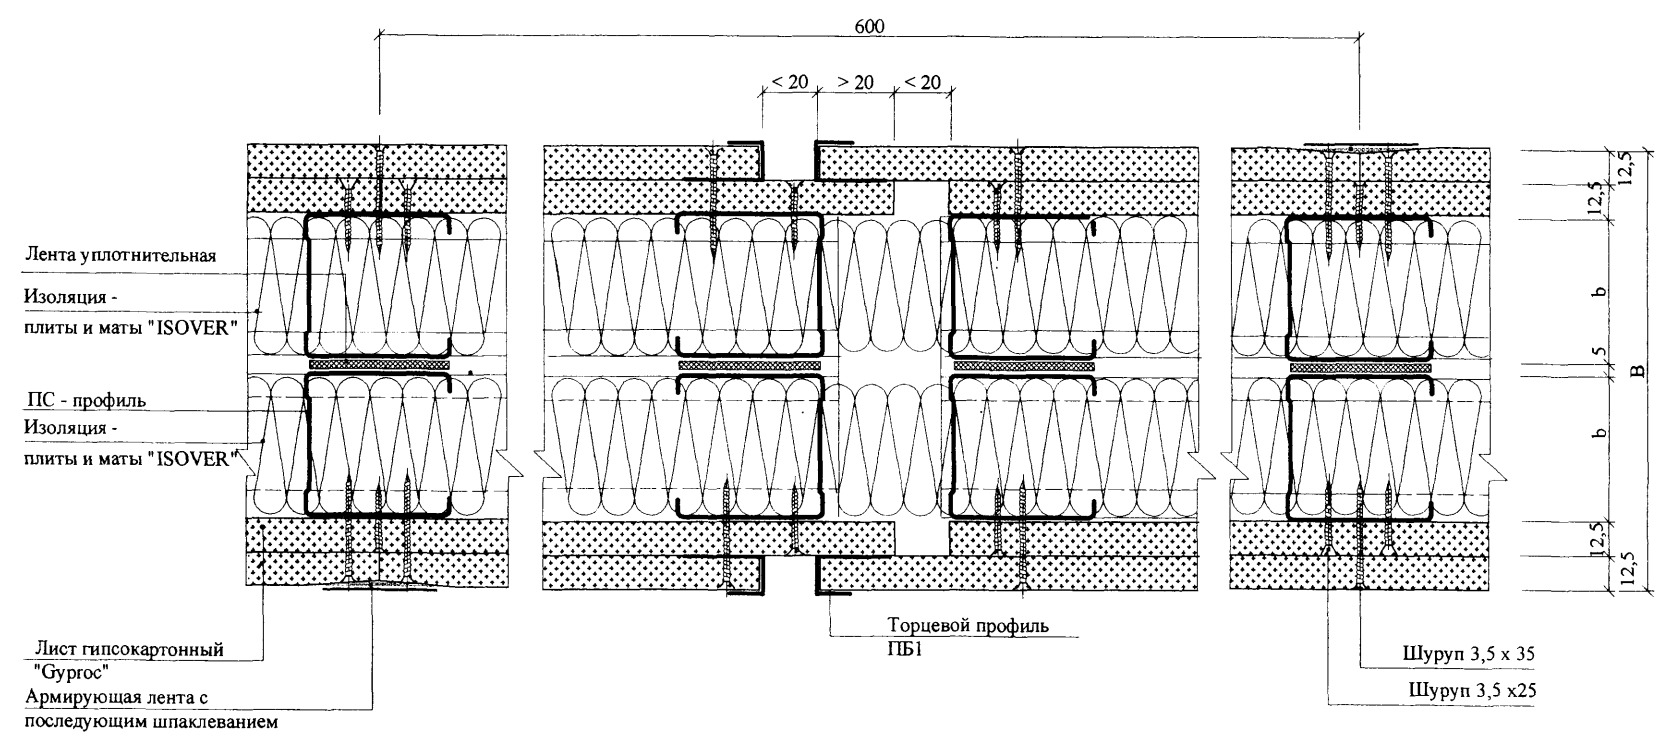 600
< 20
> 20
< 20
12,5
12,5
Лента уплотнительная
Изоляция -
плиты и маты "ISOVER"
b
5
B
ПС - профиль
Изоляция -
плиты и маты "ISOVER"
b
12,5
12,5
Торцевой профиль
ПБ1
Лист гипсокартонный
"Gyproc"
Армирующая лента с
последующим шпаклеванием
Шуруп 3,5 х 35
Шуруп 3,5 х25